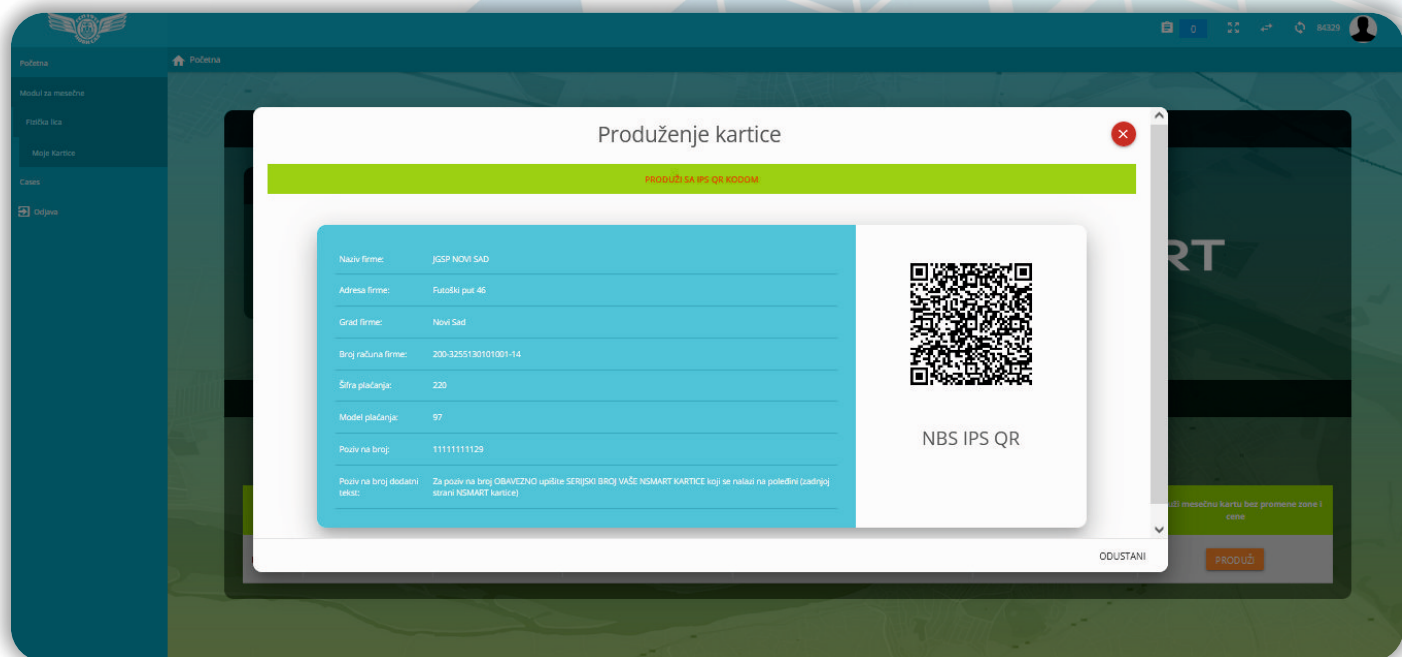 0
84329
Početna
Početna
Modul za mesečne
Fizička lica
Moje Kartice
Cases
Odjava
Produženje kartice
PRODUŽI SA IPS QR KODOM
Naziv firme: JGSP NOVI SAD
Adresa firme: Futoški put 46
Grad firme: Novi Sad
Broj računa firme: 200-3255130101001-14
Šifra plaćanja: 220
Model plaćanja: 97
Poziv na broj: 11111111129
Poziv na broj dodatni tekst: Za poziv na broj OBAVEZNO upišite SERIJSKI BROJ VAŠE NSMART KARTICE koji se nalazi na poleđini (zadnjoj
strani NSMART kartice)
NBS IPS QR
RT
mesečnu kartu bez promene zone i
cene
ODUSTANI
PRODUŽI